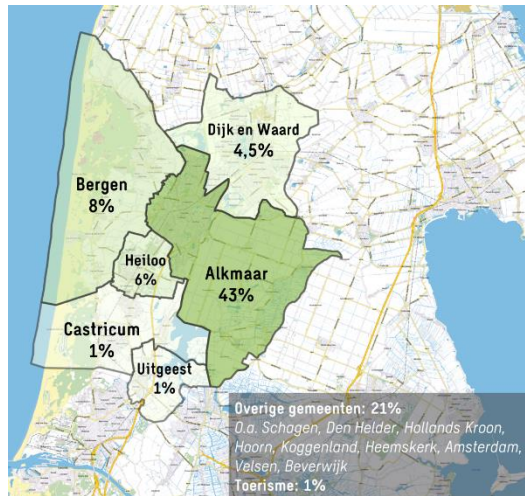 Dijk en Waard
4,5%
Bergen
8%
Heiloo
6%
Alkmaar
43%
Castricum
1%
Uitgeest
1%
Overige gemeenten: 21%
O.a. Schagen, Den Helder, Hollands Kroon,
Hoorn, Koggenland, Heemskerk, Amsterdam,
Velsen, Beverwijk
Toerisme: 1%